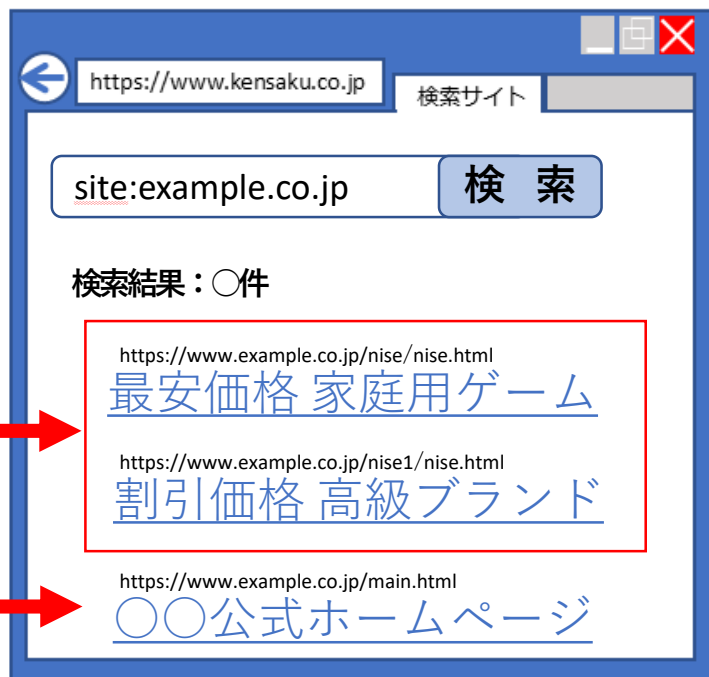 https://www.kensaku.co.jp
検索サイト
site:example.co.jp
検 索
検索結果：○件
https://www.example.co.jp/nise/nise.html
最安価格 家庭用ゲーム
https://www.example.co.jp/nise1/nise.html
割引価格 高級ブランド
https://www.example.co.jp/main.html
○○公式ホームページ